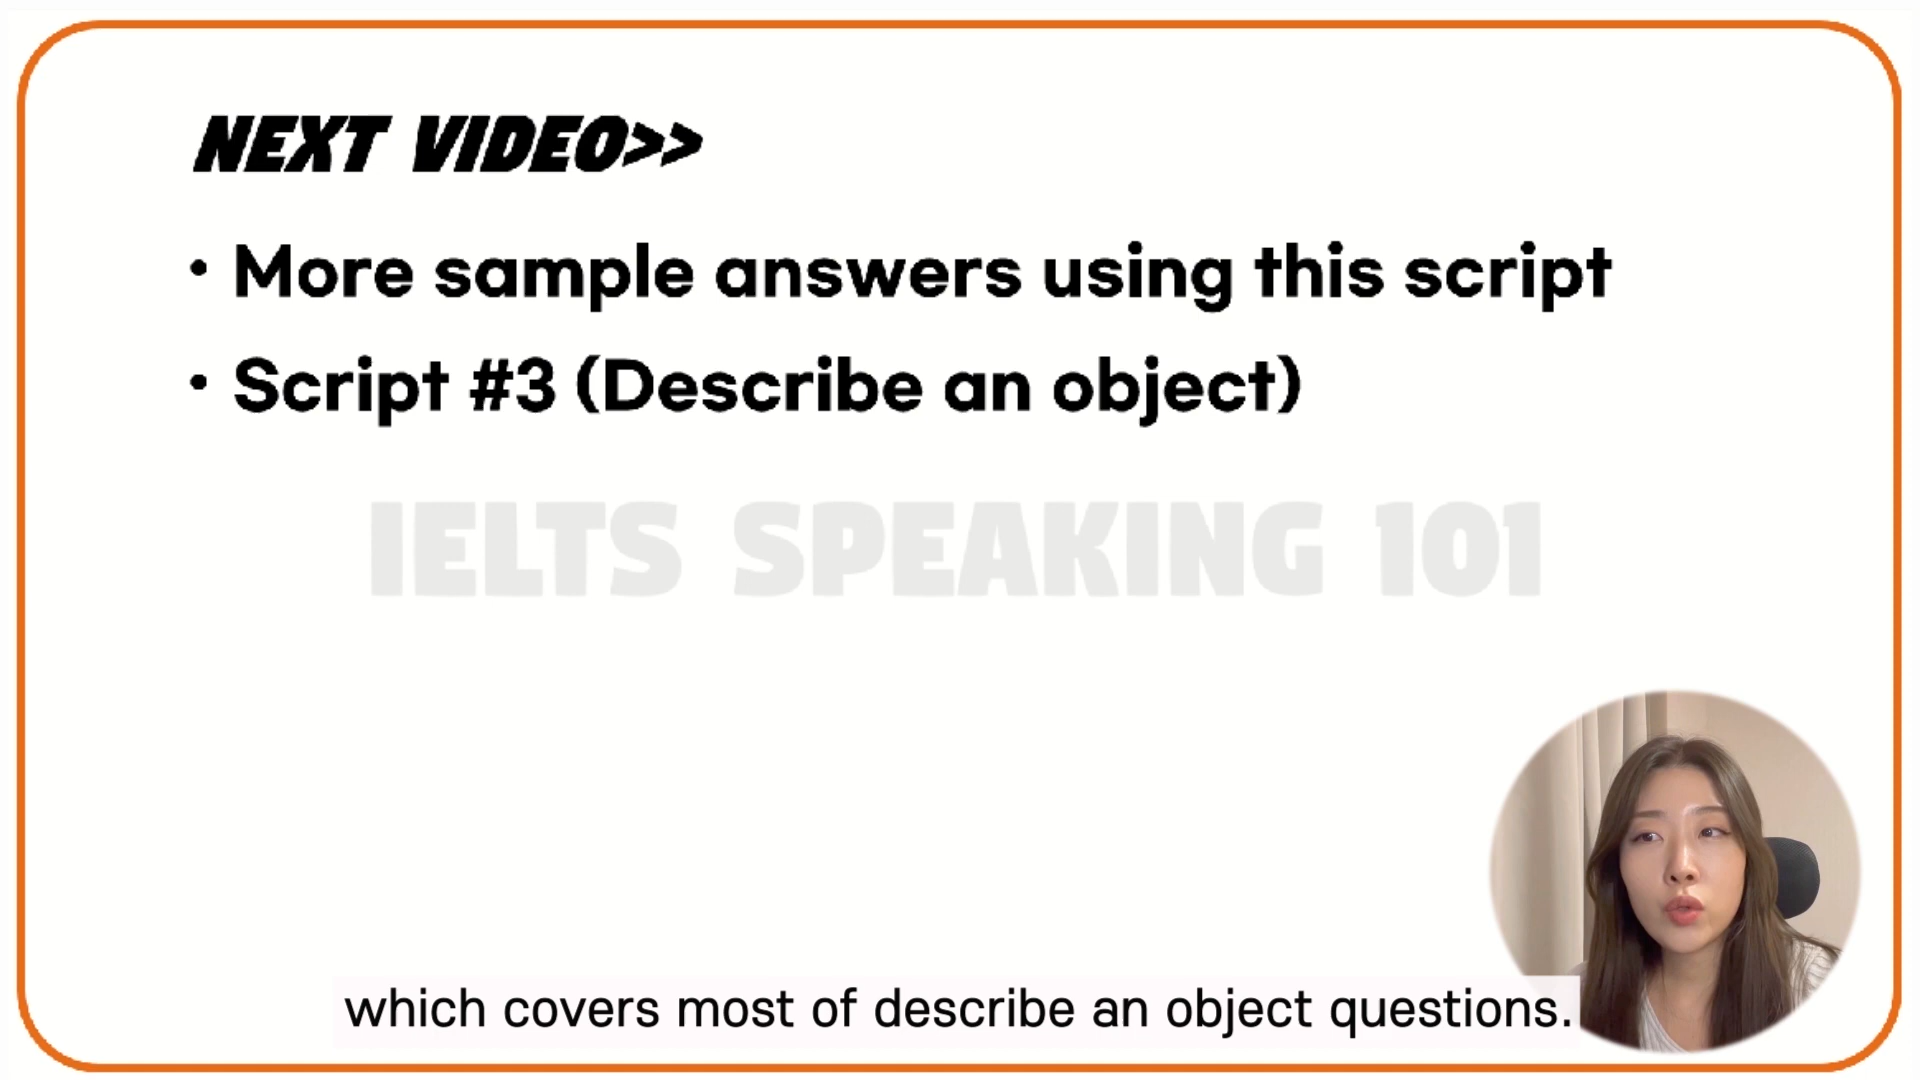 NEXT VIDEO>>
• More sample answers using this script
• Script #3 (Describe an object)
IELTS SPEAKING 101
which covers most of describe an object questions.